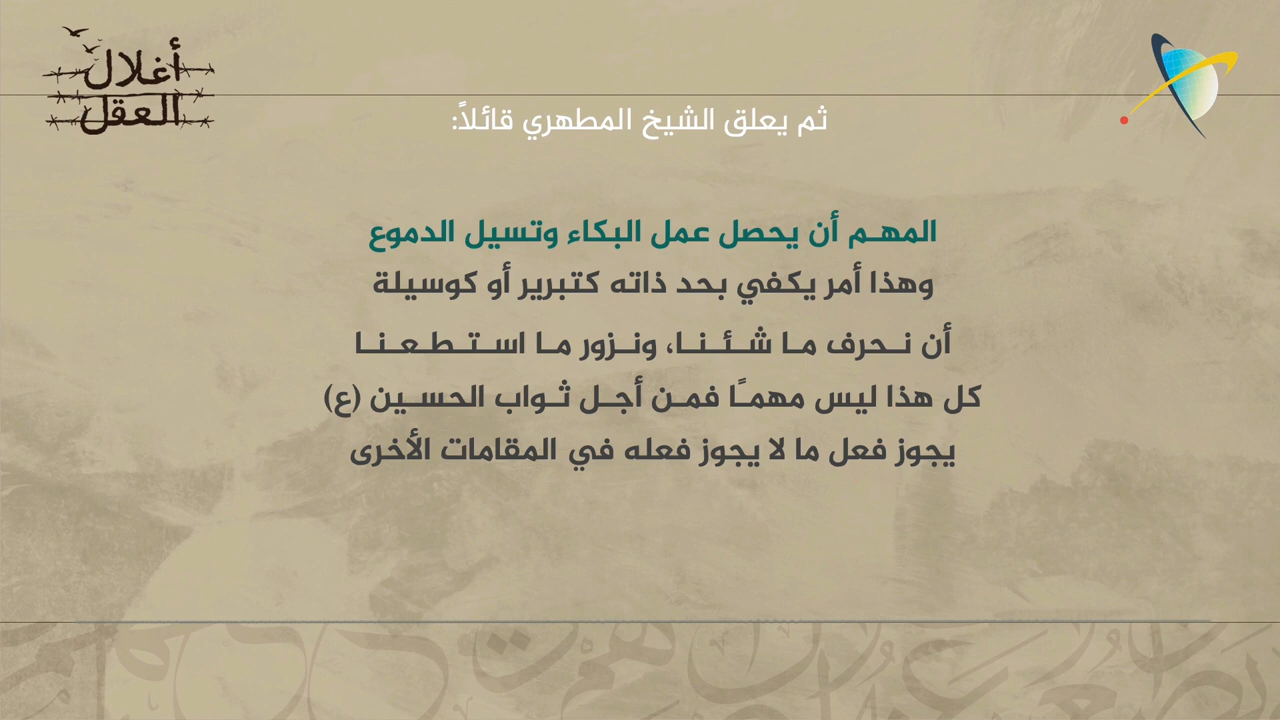 أغلال
العقل
ثم يعلق الشيخ المطهري قائلاً:
المهم أن يحصل عمل البكاء وتسيل الدموع
وهذا أمر يكفي بحد ذاته كتبرير أو كوسيلة
أن نحرف ما شئنا، ونزور ما استطعنا
كل هذا ليس مهمًا فمن أجل ثواب الحسين (ع)
يجوز فعل ما لا يجوز فعله في المقامات الأخرى